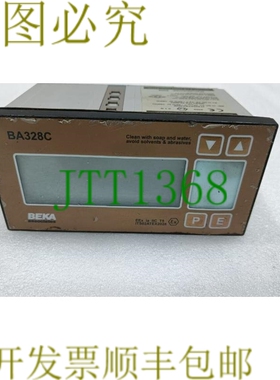 图必究
BA328C
Clean with soap and water,
avoid solvents & abrasives
JTT1368
BEKA
P E
开发票顺丰包邮